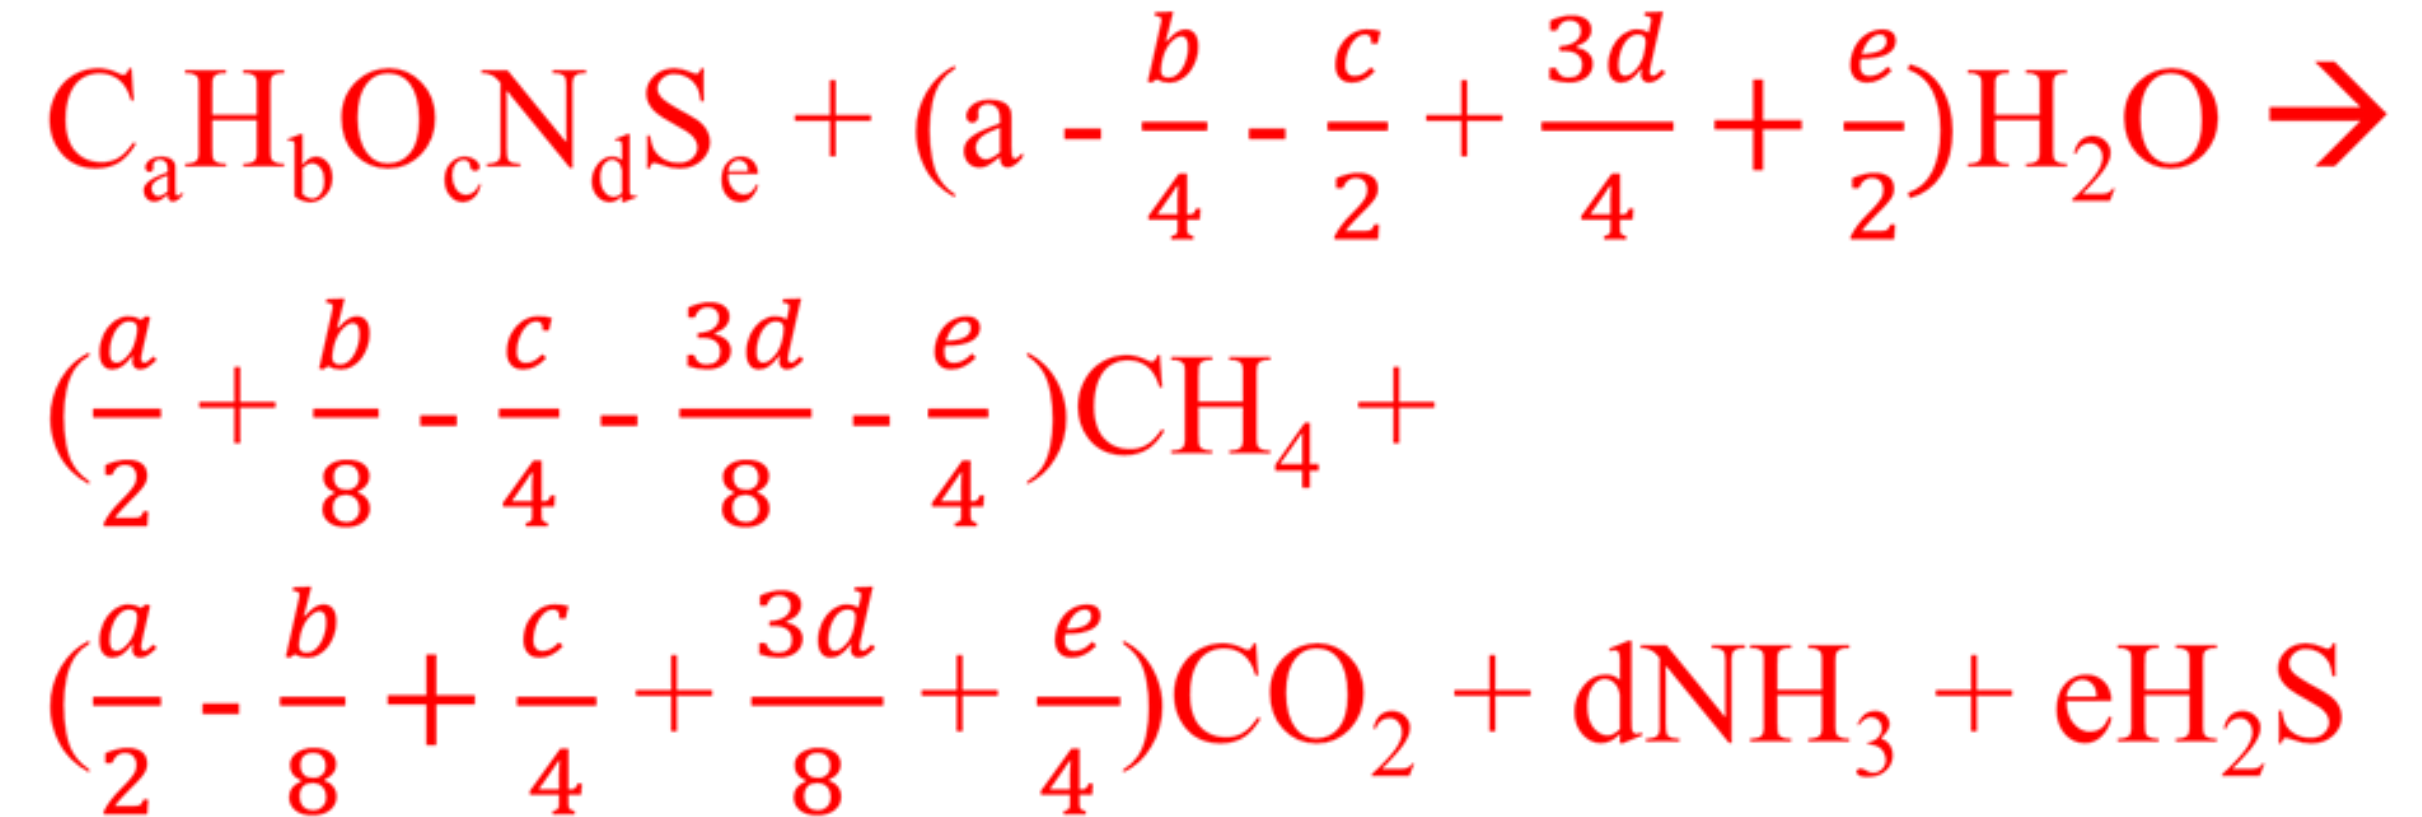 CₐH_bO_cN_dS_e + (a - b/4 - c/2 + 3d/4 + e/2)H₂O →
(a/2 + b/8 - c/4 - 3d/8 - e/4)CH₄ +
(a/2 - b/8 + c/4 + 3d/8 + e/4)CO₂ + dNH₃ + eH₂S